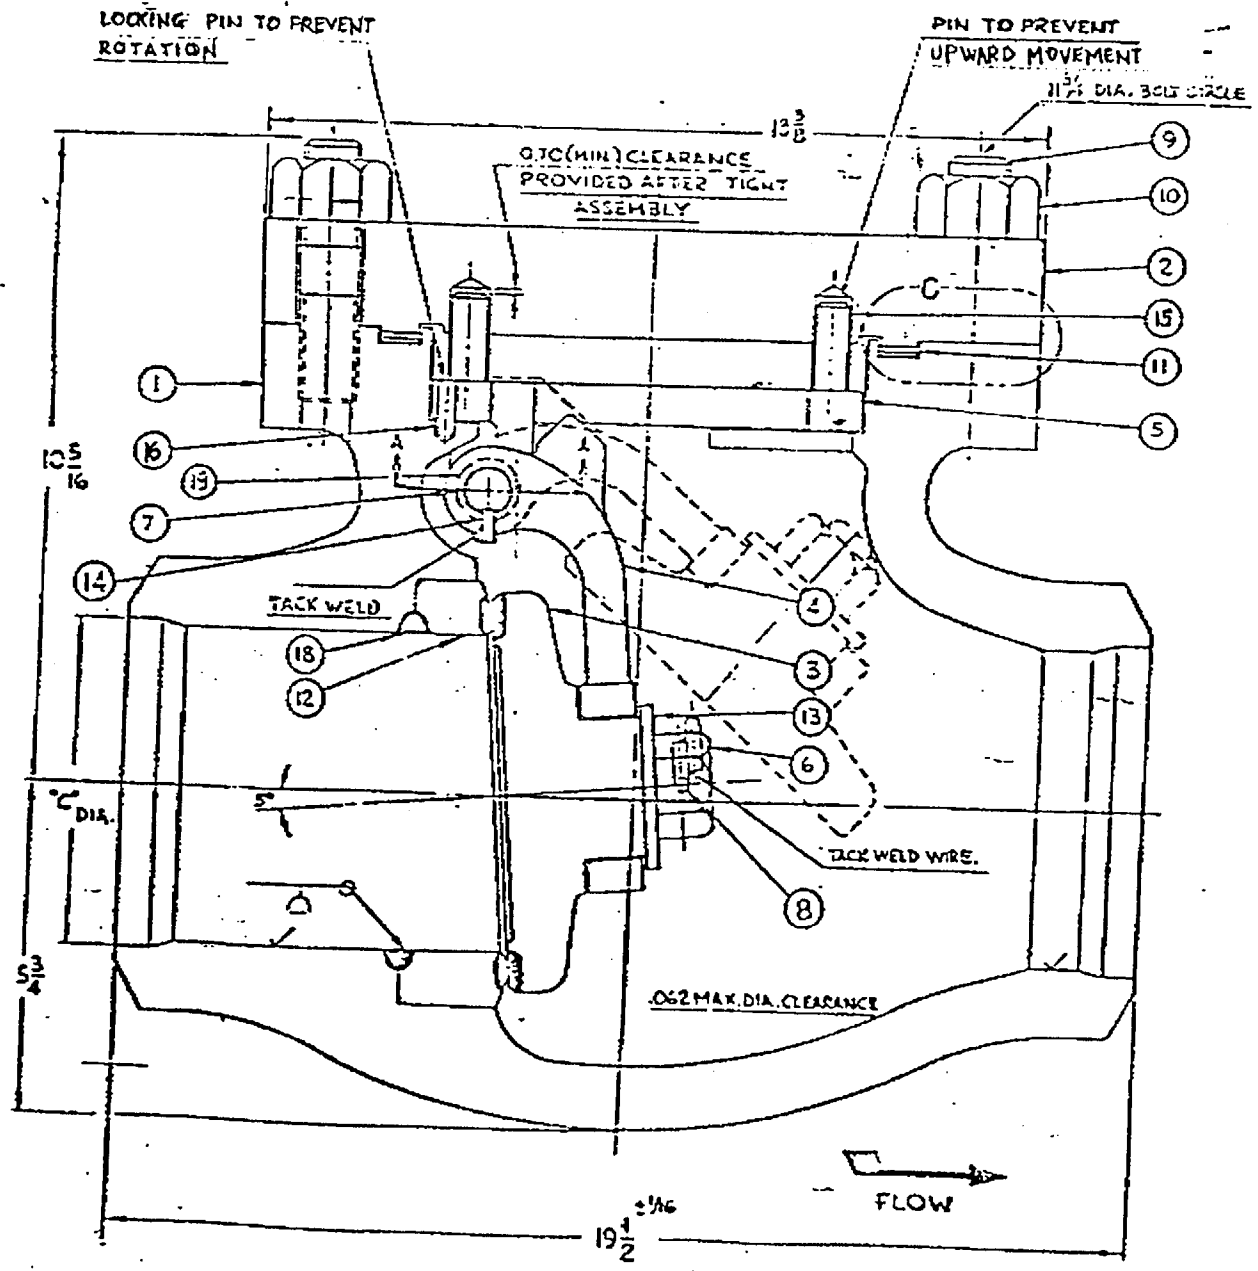 LOCKING PIN TO PREVENT
ROTATION
PIN TO PREVENT
UPWARD MOVEMENT
DIA. BOLT CIRCLE
13 3/8
(MIN) CLEARANCE
PROVIDED AFTER TIGHT
ASSEMBLY
9
10
2
C
15
11
1
5
16
A
A
10 5/16
19
7
14
TACK WELD
4
18
3
12
13
6
"C" DIA.
5°
TACK WELD WIRE.
8
D
5 3/4
.062 MAX. DIA. CLEARANCE
FLOW
19 1/2 ±1/16